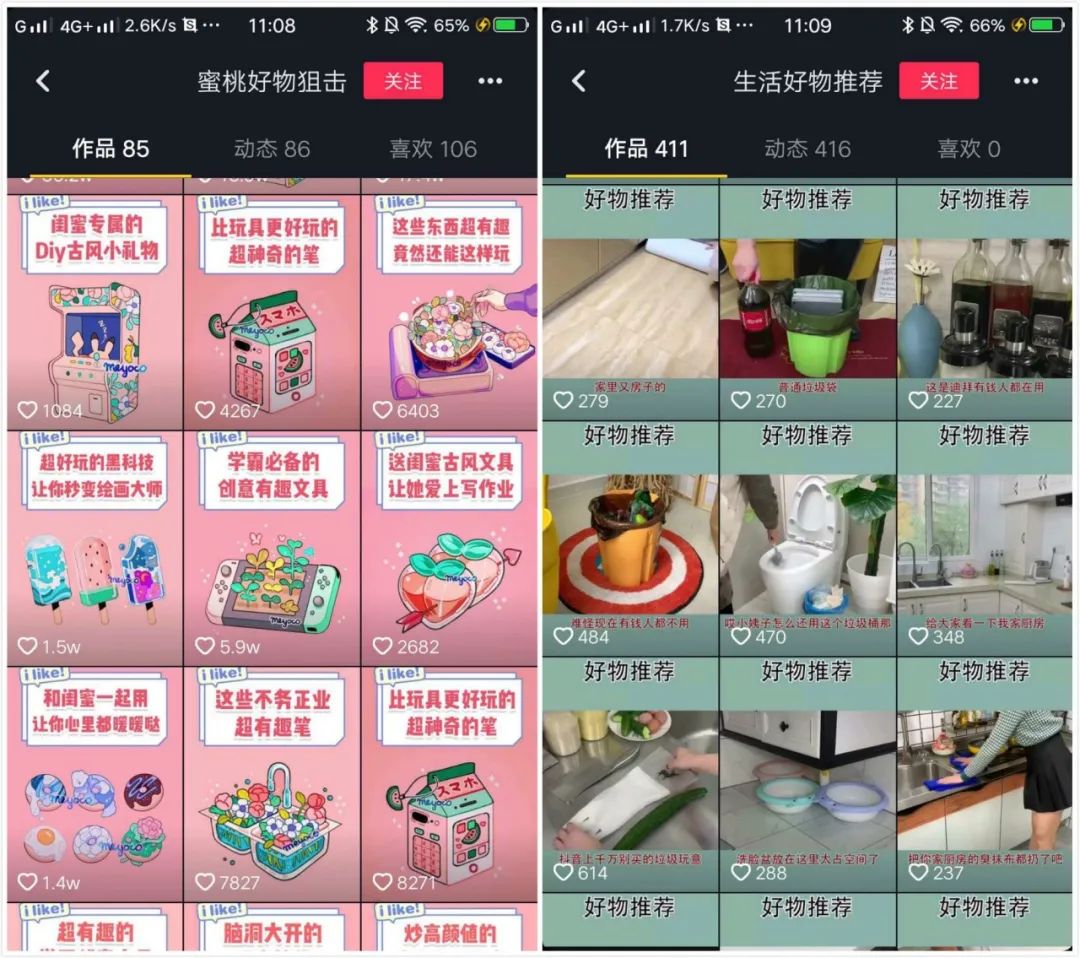 G 4G+ 2.6K/s 11:08 65%
蜜桃好物狙击 关注
作品 85 动态 86 喜欢 106
i like! i like! i like!
闺蜜专属的
Diy古风小礼物
meyoco
1084
比玩具更好玩的
超神奇的笔
スマホ
meyoco
4267
这些东西超有趣
竟然还能这样玩
6403
i like! i like! i like!
超好玩的黑科技
让你秒变绘画大师
meyoco
1.5w
学霸必备的
创意有趣文具
meyoco
5.9w
送闺蜜古风文具
让她爱上写作业
meyoco
2682
i like! i like! i like!
和闺蜜一起用
让你心里都暖暖哒
meyoco
meyoco
1.4w
这些不务正业
超有趣笔
meyoco
7827
比玩具更好玩的
超神奇的笔
スマホ
meyoco
8271
i like! i like! i like!
超有趣的
脑洞大开的
炒高颜值的
G 4G+ 1.7K/s 11:09 66%
生活好物推荐 关注
作品 411 动态 416 喜欢 0
好物推荐 好物推荐 好物推荐
家里又房子的
279
普通垃圾袋
270
这是迪拜有钱人都在用
227
好物推荐 好物推荐 好物推荐
难怪现在有钱人都不用
484
哎小姨子怎么还用这个垃圾桶那
470
给大家看一下我家厨房
348
好物推荐 好物推荐 好物推荐
抖音上千万别买的垃圾玩意
614
洗脸盆放在这里太占空间了
288
把你家厨房的臭抹布都扔了吧
237
好物推荐 好物推荐 好物推荐